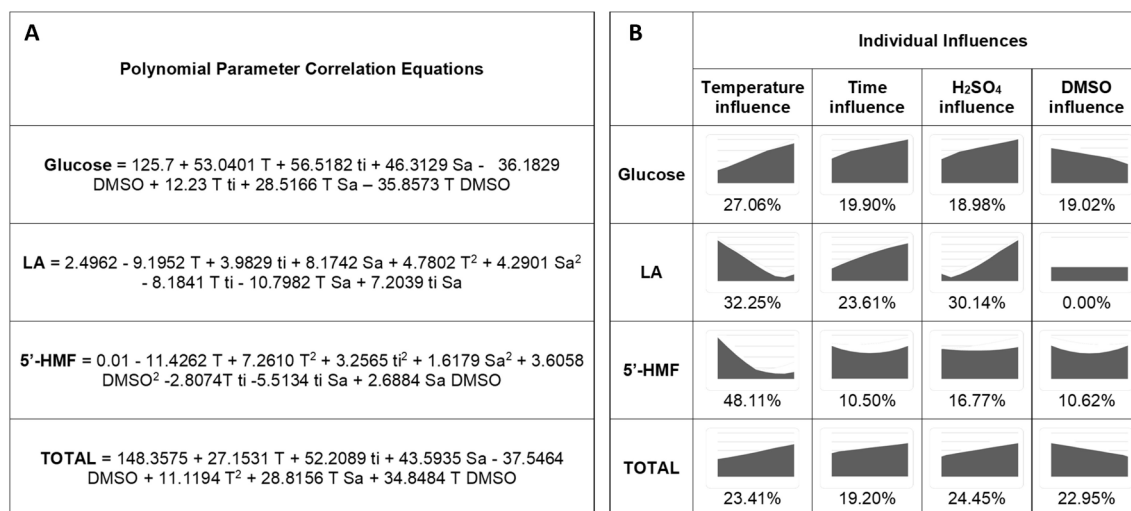 A
Polynomial Parameter Correlation Equations
Glucose = 125.7 + 53.0401 T + 56.5182 ti + 46.3129 Sa - 36.1829
DMSO + 12.23 T ti + 28.5166 T Sa – 35.8573 T DMSO
LA = 2.4962 - 9.1952 T + 3.9829 ti + 8.1742 Sa + 4.7802 T² + 4.2901 Sa²
- 8.1841 T ti - 10.7982 T Sa + 7.2039 ti Sa
5’-HMF = 0.01 - 11.4262 T + 7.2610 T² + 3.2565 ti² + 1.6179 Sa² + 3.6058
DMSO² -2.8074T ti -5.5134 ti Sa + 2.6884 Sa DMSO
TOTAL = 148.3575 + 27.1531 T + 52.2089 ti + 43.5935 Sa - 37.5464
DMSO + 11.1194 T² + 28.8156 T Sa + 34.8484 T DMSO
B
Individual Influences
Temperature influence
Time influence
H₂SO₄ influence
DMSO influence
Glucose
27.06% 19.90% 18.98% 19.02%
LA
32.25% 23.61% 30.14% 0.00%
5’-HMF
48.11% 10.50% 16.77% 10.62%
TOTAL
23.41% 19.20% 24.45% 22.95%